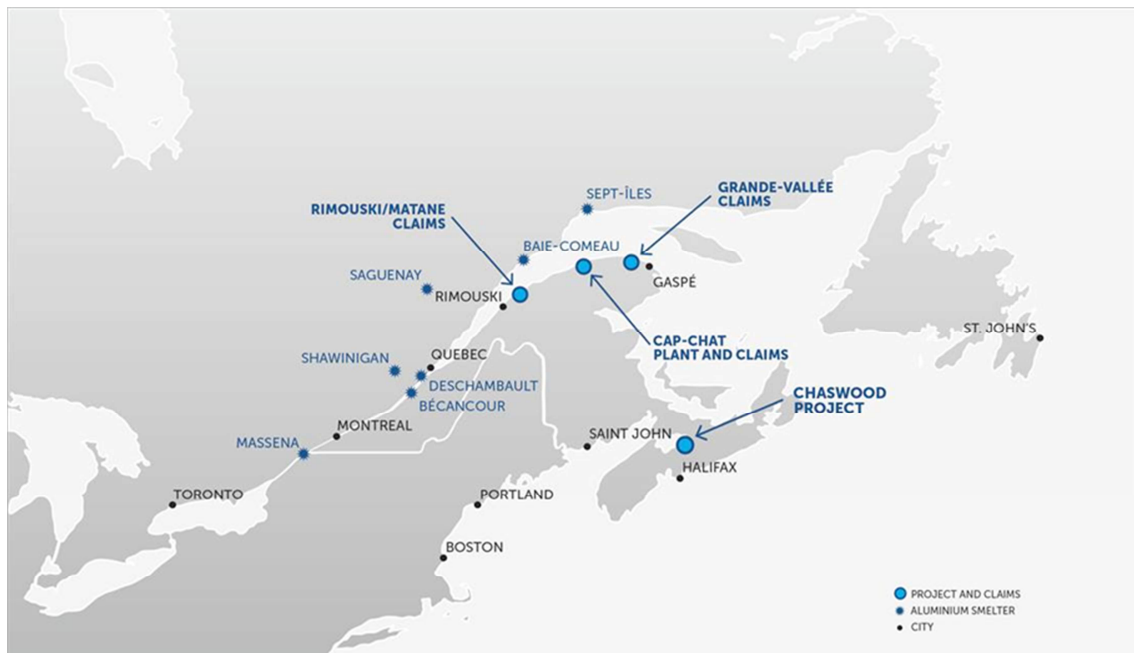 SEPT-ÎLES
GRANDE-VALLÉE
CLAIMS
RIMOUSKI/MATANE
CLAIMS
BAIE-COMEAU
SAGUENAY
RIMOUSKI
GASPÉ
CAP-CHAT
PLANT AND CLAIMS
ST. JOHN'S
SHAWINIGAN
QUEBEC
DESCHAMBAULT
BÉCANCOUR
CHASWOOD
PROJECT
MONTREAL
MASSENA
SAINT JOHN
HALIFAX
TORONTO
PORTLAND
BOSTON
PROJECT AND CLAIMS
ALUMINIUM SMELTER
CITY